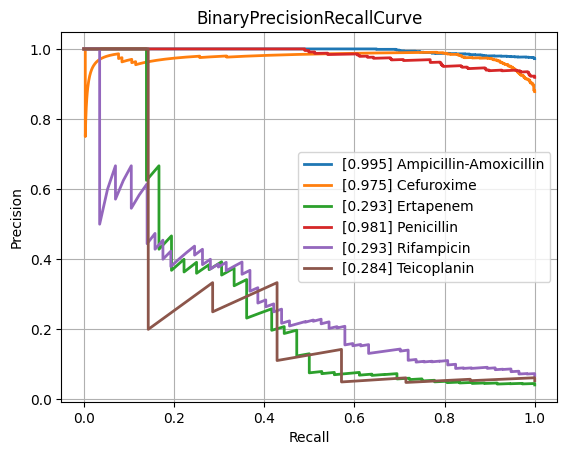 BinaryPrecisionRecallCurve
1.0
0.8
0.6
0.4
0.2
0.0
Precision
[0.995] Ampicillin-Amoxicillin
[0.975] Cefuroxime
[0.293] Ertapenem
[0.981] Penicillin
[0.293] Rifampicin
[0.284] Teicoplanin
0.0 0.2 0.4 0.6 0.8 1.0
Recall